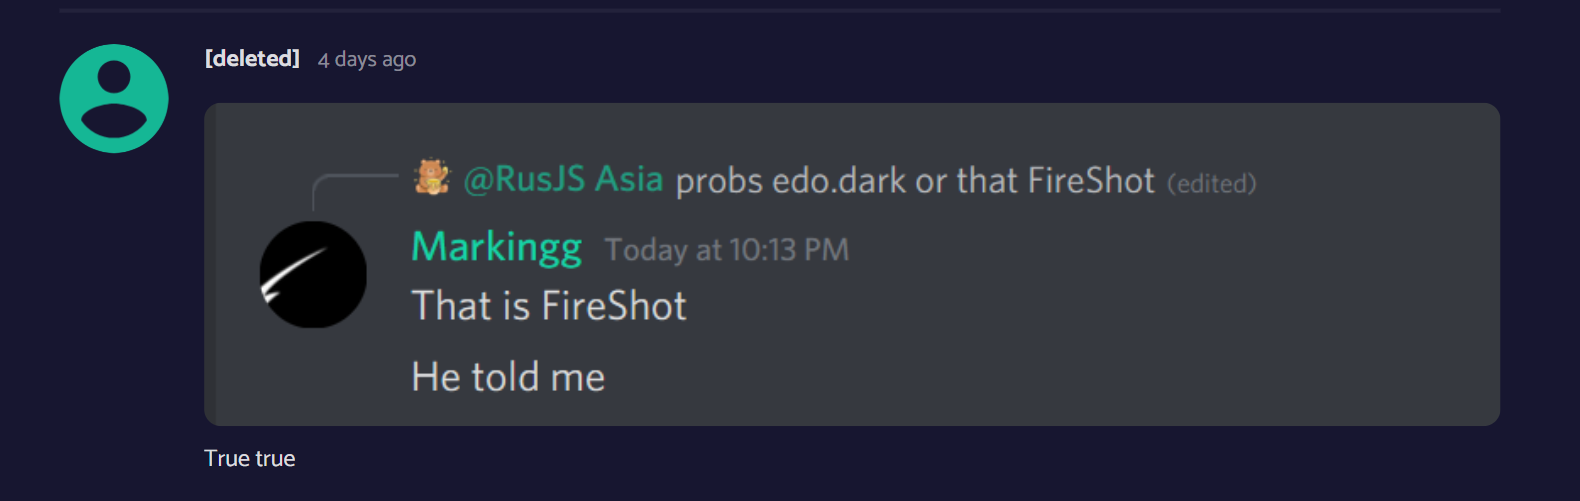 [deleted] 4 days ago
@RusJS Asia probs edo.dark or that FireShot (edited)
Markingg Today at 10:13 PM
That is FireShot
He told me
True true